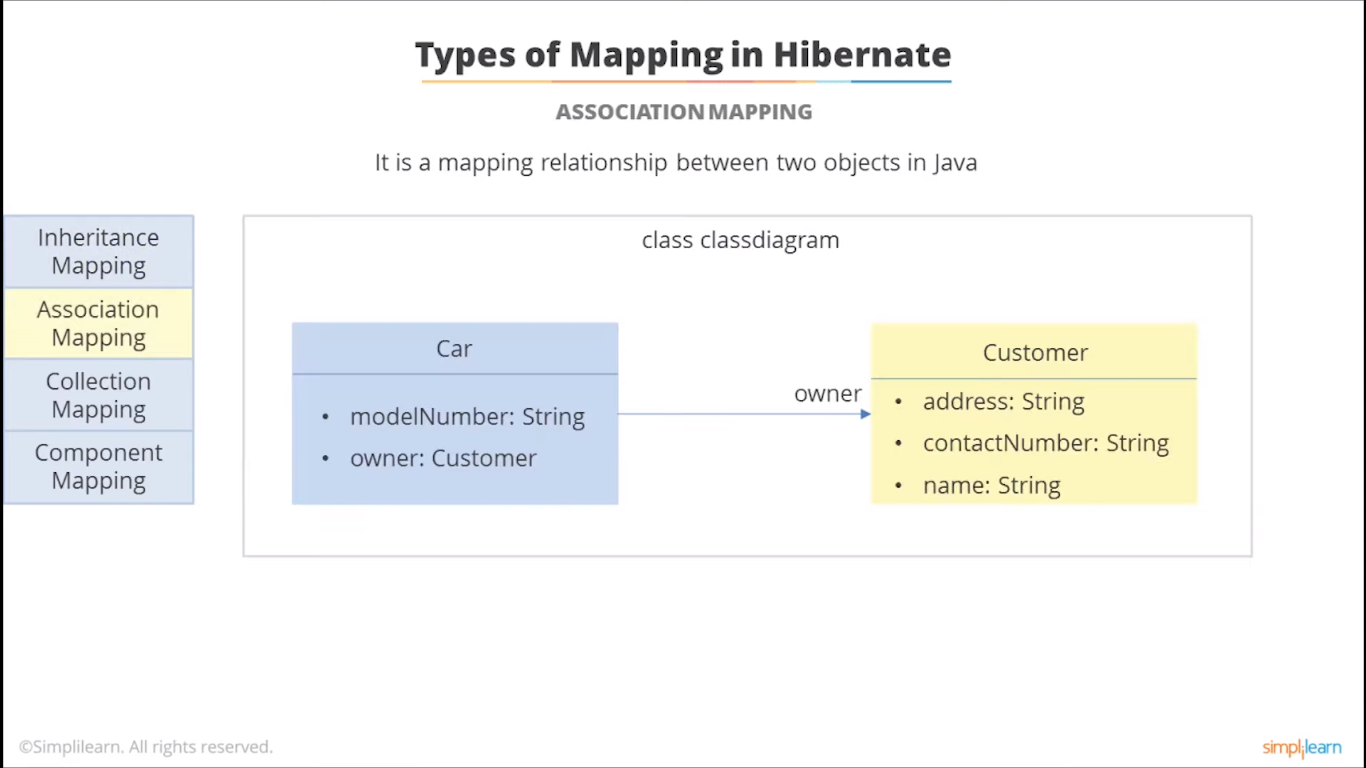 Types of Mapping in Hibernate
ASSOCIATION MAPPING
It is a mapping relationship between two objects in Java
Inheritance
Mapping
Association
Mapping
Collection
Mapping
Component
Mapping
class classdiagram
Car
• modelNumber: String
• owner: Customer
owner
Customer
• address: String
• contactNumber: String
• name: String
©Simplilearn. All rights reserved.
simplilearn